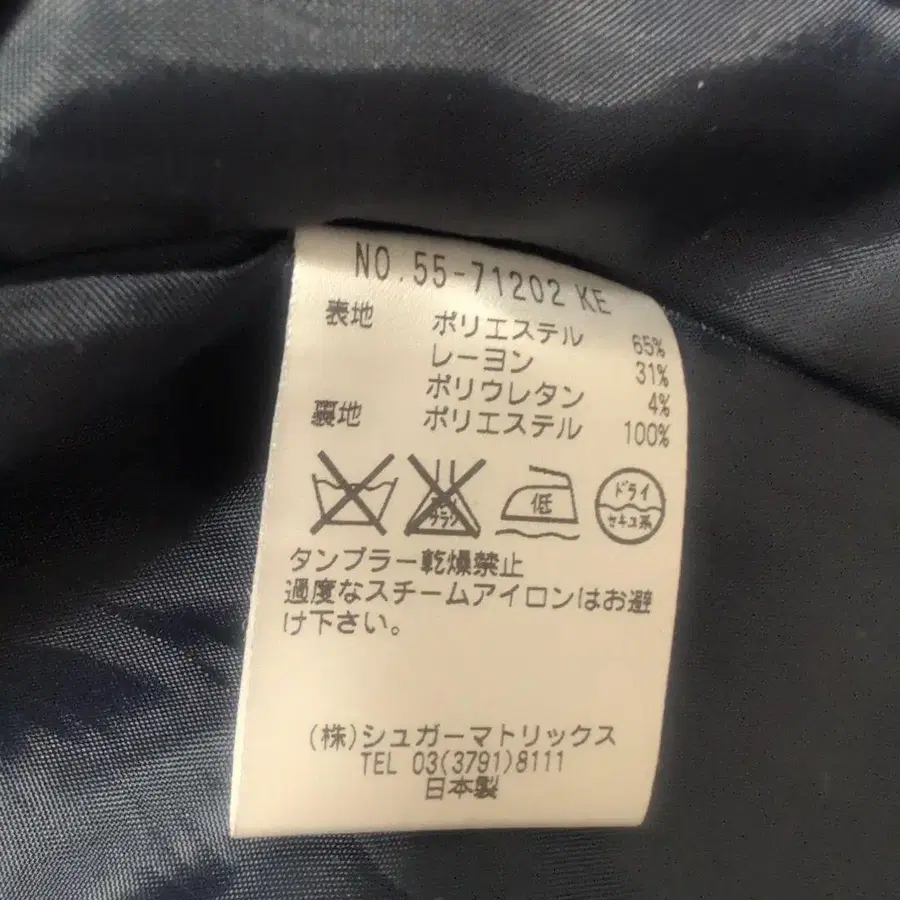 NO.55-71202 KE
表地 ポリエステル 65%
レーヨン 31%
ポリウレタン 4%
裏地 ポリエステル 100%
低 ドライ
セキユ系
タンブラー乾燥禁止
過度なスチームアイロンはお避
け下さい。
(株)シュガーマトリックス
TEL 03(3791)8111
日本製